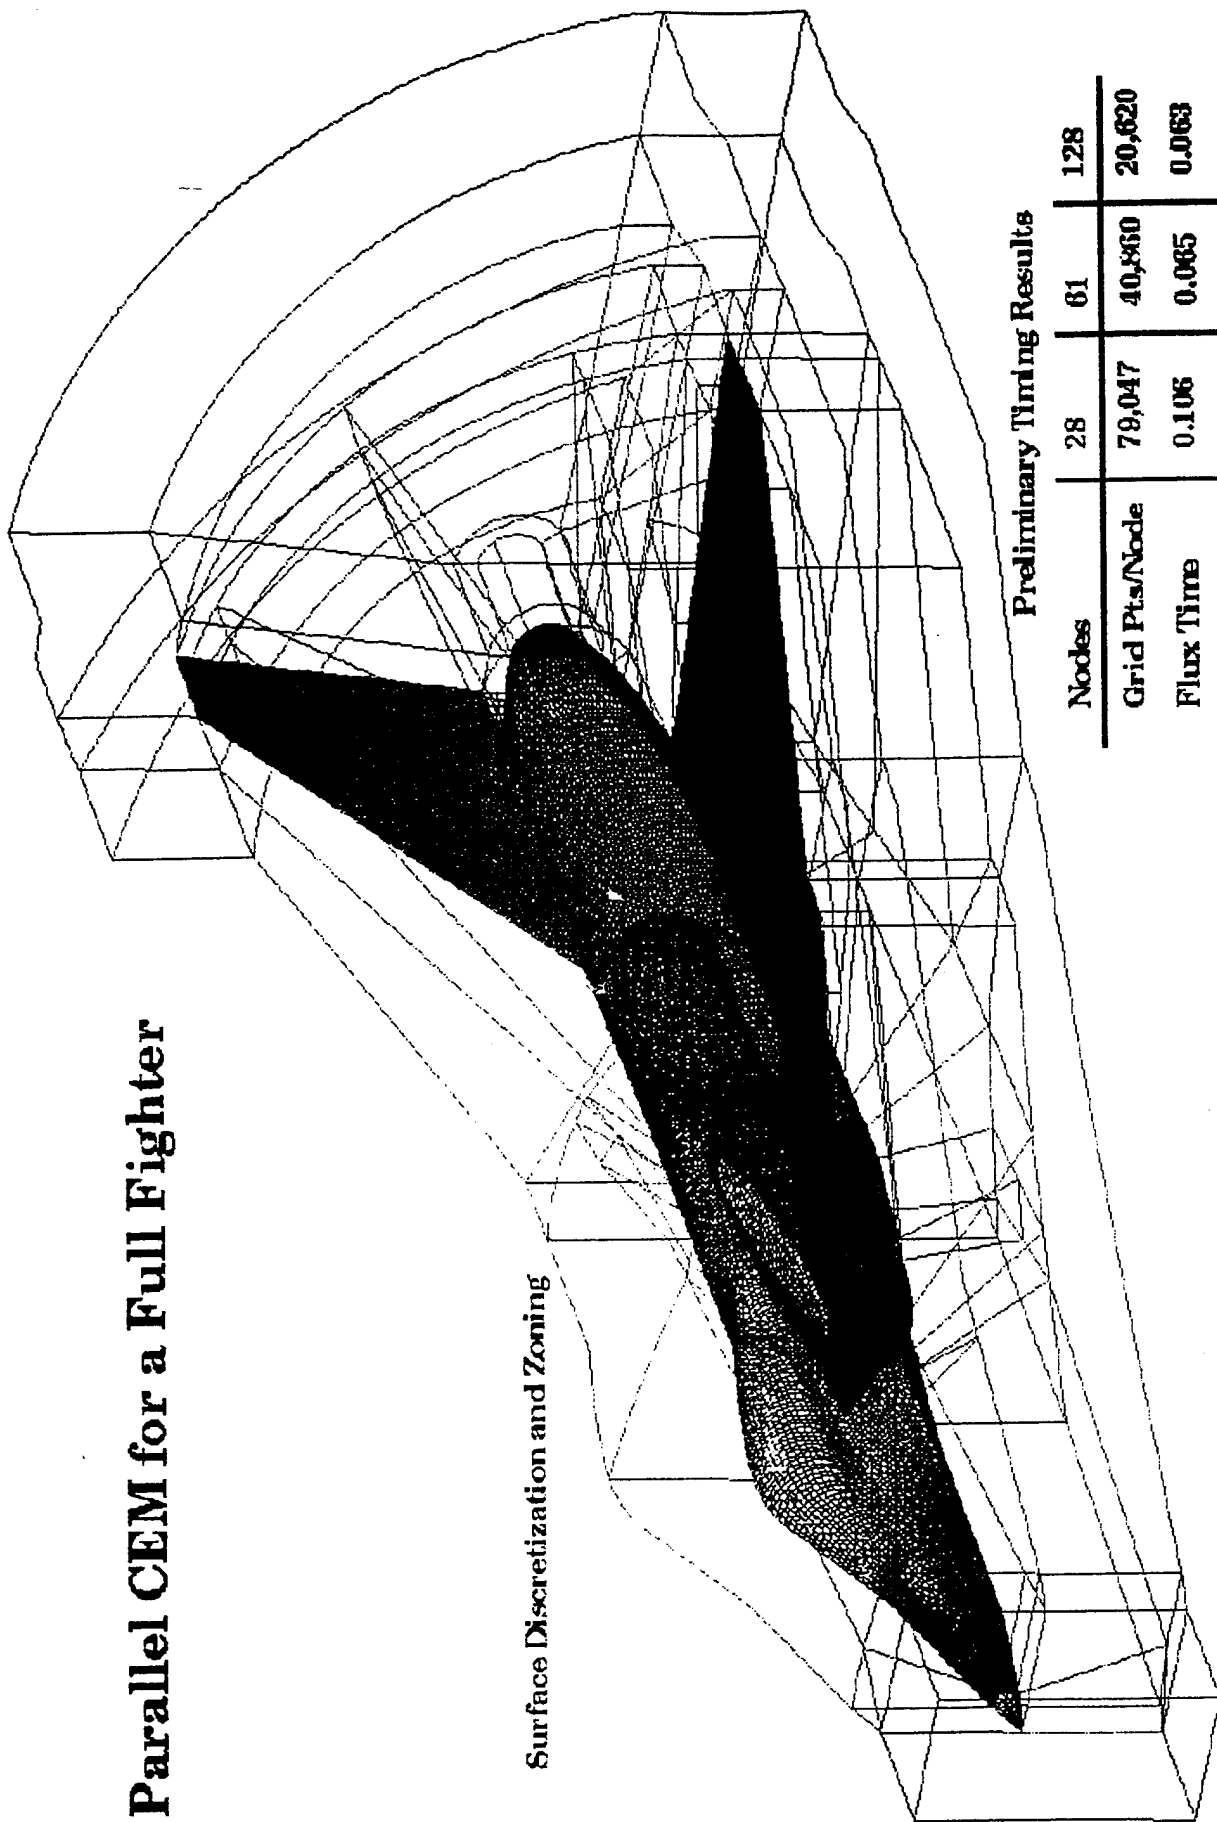 Parallel CEM for a Full Fighter
Surface Discretization and Zoning
Preliminary Timing Results
Nodes 28 61 128
Grid Pts/Node 79,047 40,860 20,620
Flux Time 0.106 0.065 0.063